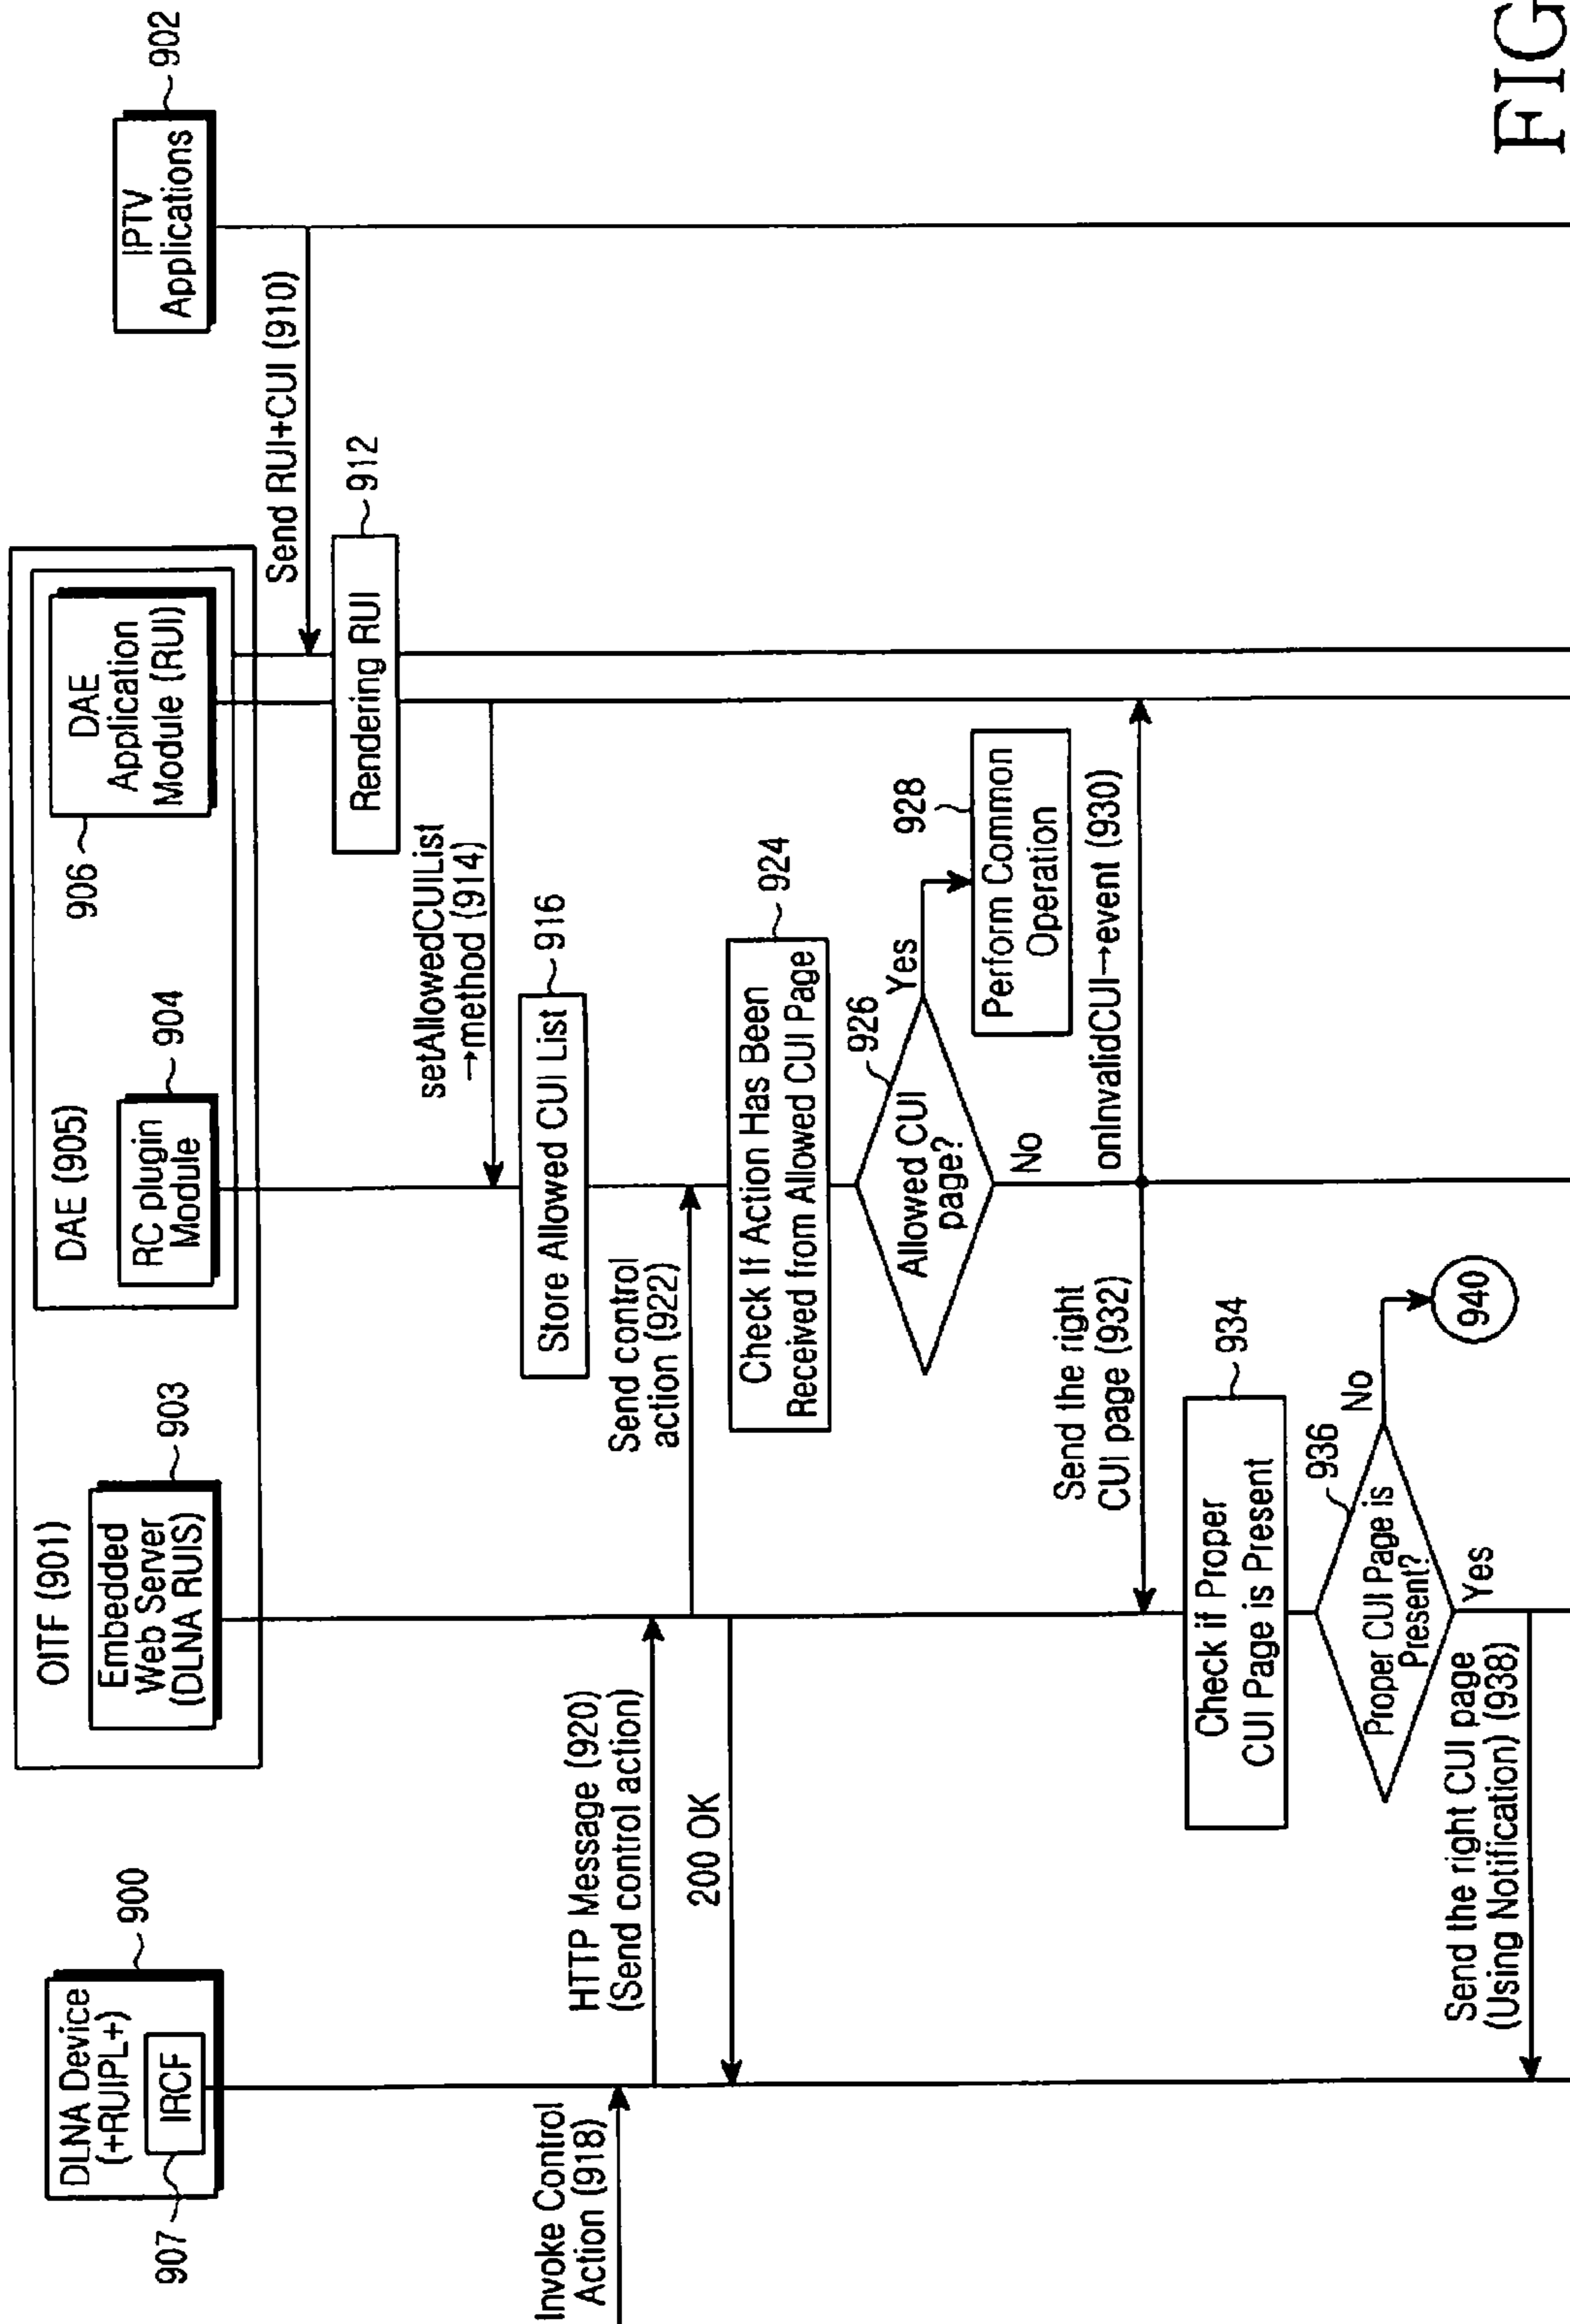 DLNA Device
(+RUIPL+)
IRCF
900
907
OITF (901)
Embedded
Web Server
(DLNA RUIS)
903
DAE (905)
RC plugin
Module
904
DAE
Application
Module (RUI)
906
IPTV
Applications
902
Send RUI+CUI (910)
Rendering RUI
912
setAllowedCUIList
→method (914)
Store Allowed CUI List
916
Invoke Control
Action (918)
HTTP Message (920)
(Send control action)
Send control
action (922)
200 OK
Check If Action Has Been
Received from Allowed CUI Page
924
Allowed CUI
page?
926
Yes
No
Perform Common
Operation
928
onInvalidCUI→event (930)
Send the right
CUI page (932)
Check if Proper
CUI Page is Present
934
Proper CUI Page is
Present?
936
No
940
Yes
Send the right CUI page
(Using Notification) (938)
FIG